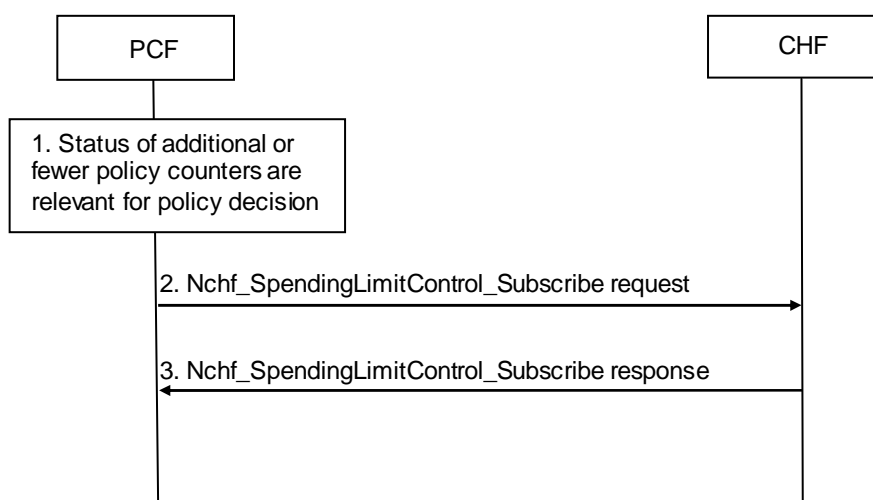 PCF
CHF
1. Status of additional or
fewer policy counters are
relevant for policy decision
2. Nchf_SpendingLimitControl_Subscribe request
3. Nchf_SpendingLimitControl_Subscribe response